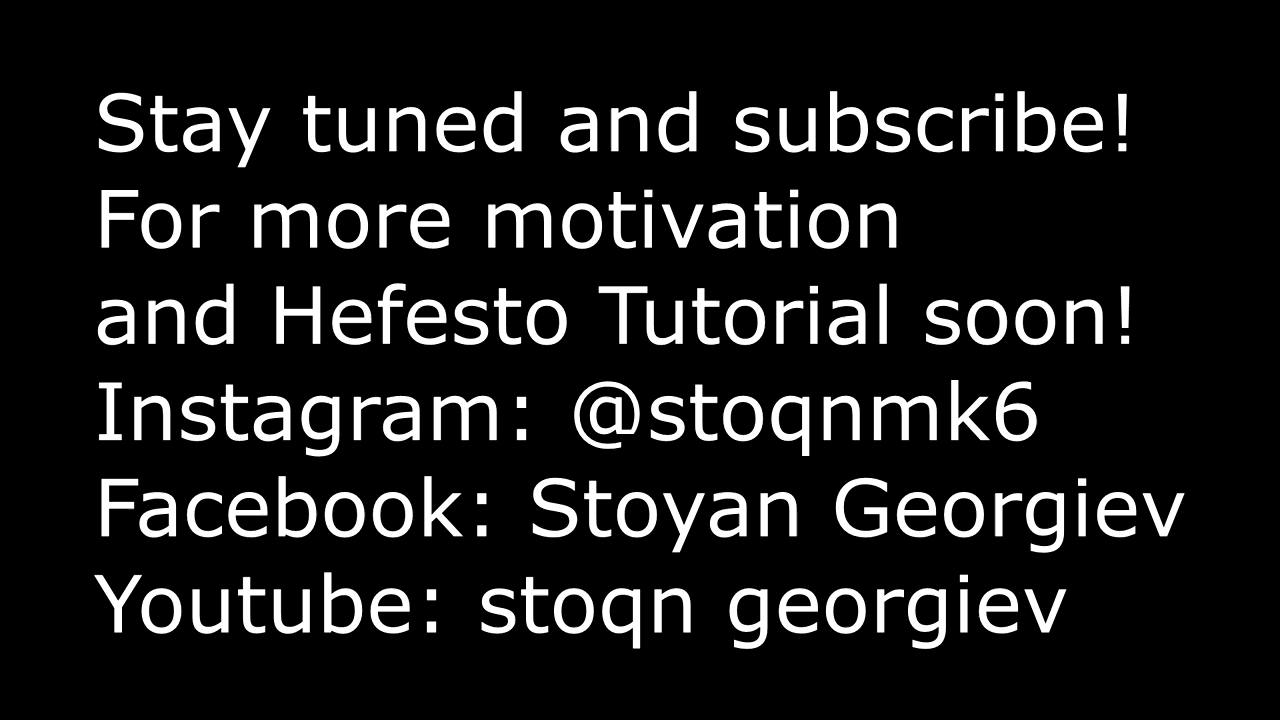 Stay tuned and subscribe!
For more motivation
and Hefesto Tutorial soon!
Instagram: @stoqnmk6
Facebook: Stoyan Georgiev
Youtube: stoqn georgiev